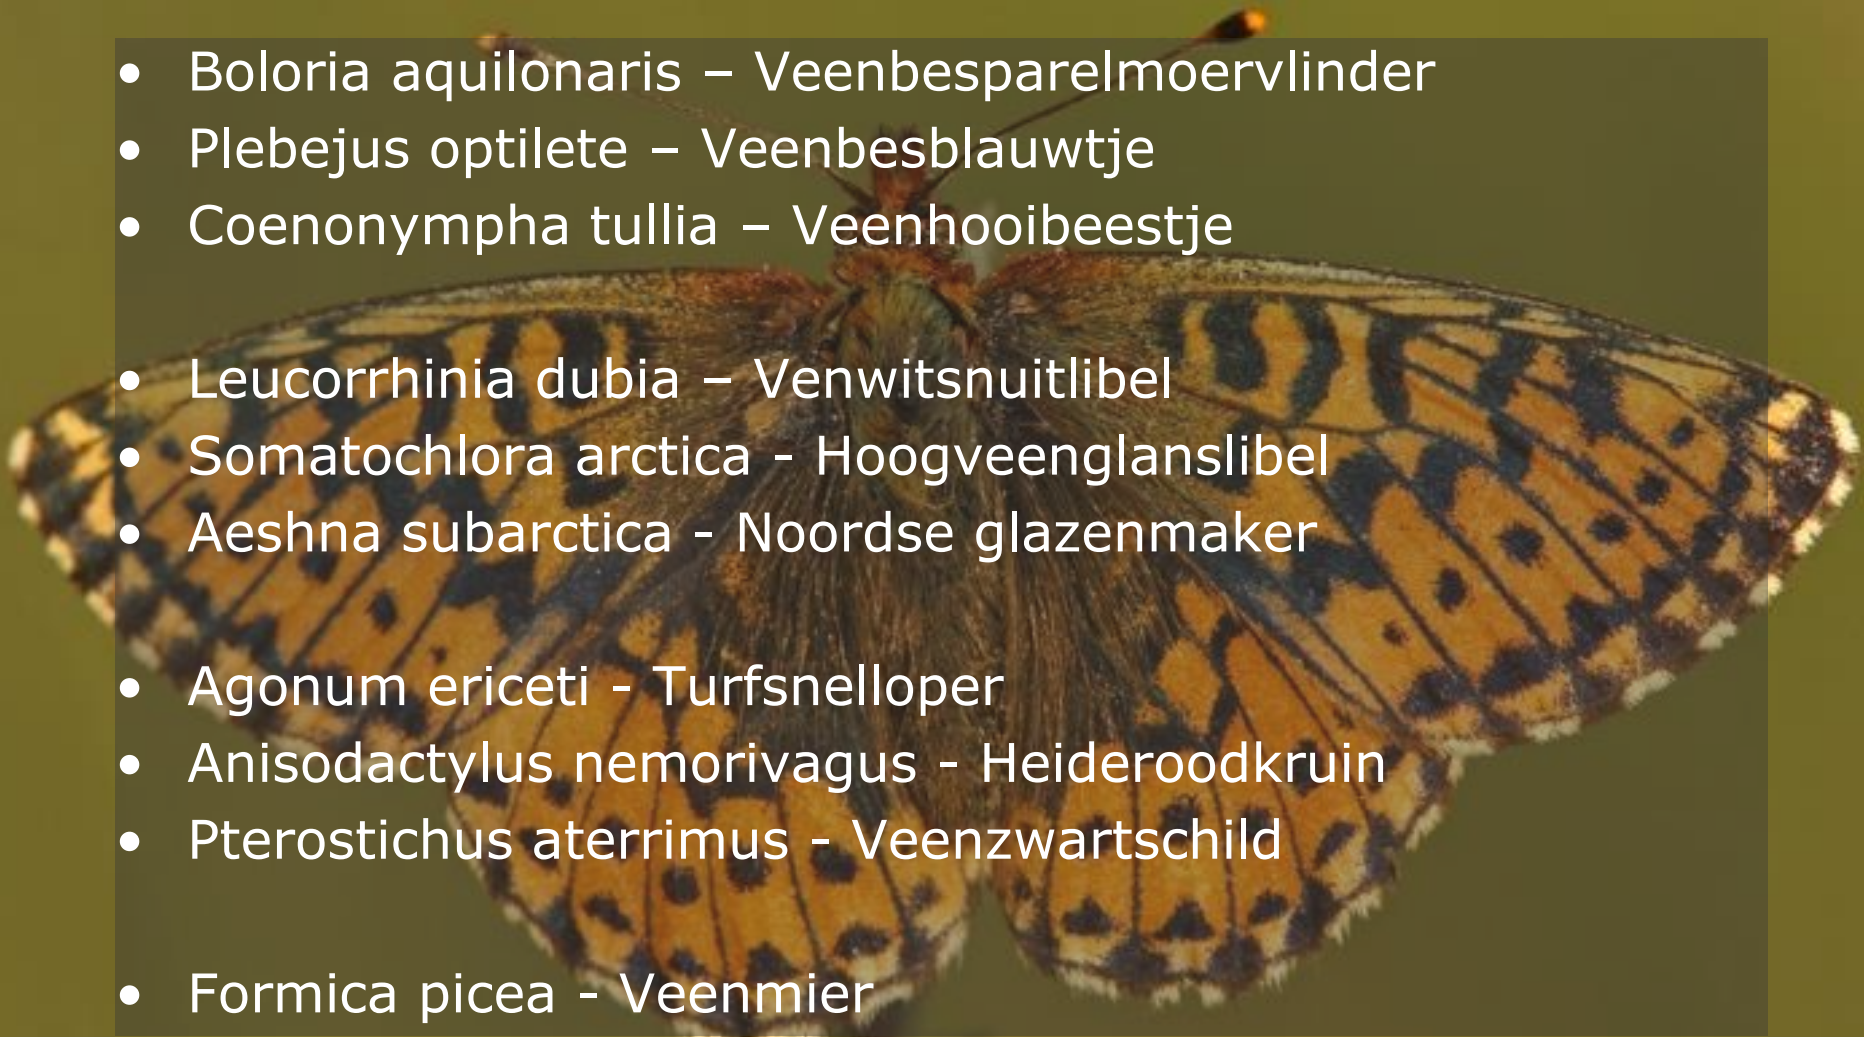 • Boloria aquilonaris – Veenbesparelmoervlinder
• Plebejus optilete – Veenbesblauwtje
• Coenonympha tullia – Veenhooibeestje
• Leucorrhinia dubia – Venwitsnuitlibel
• Somatochlora arctica - Hoogveenglanslibel
• Aeshna subarctica - Noordse glazenmaker
• Agonum ericeti - Turfsnelloper
• Anisodactylus nemorivagus - Heideroodkruin
• Pterostichus aterrimus - Veenzwartschild
• Formica picea - Veenmier